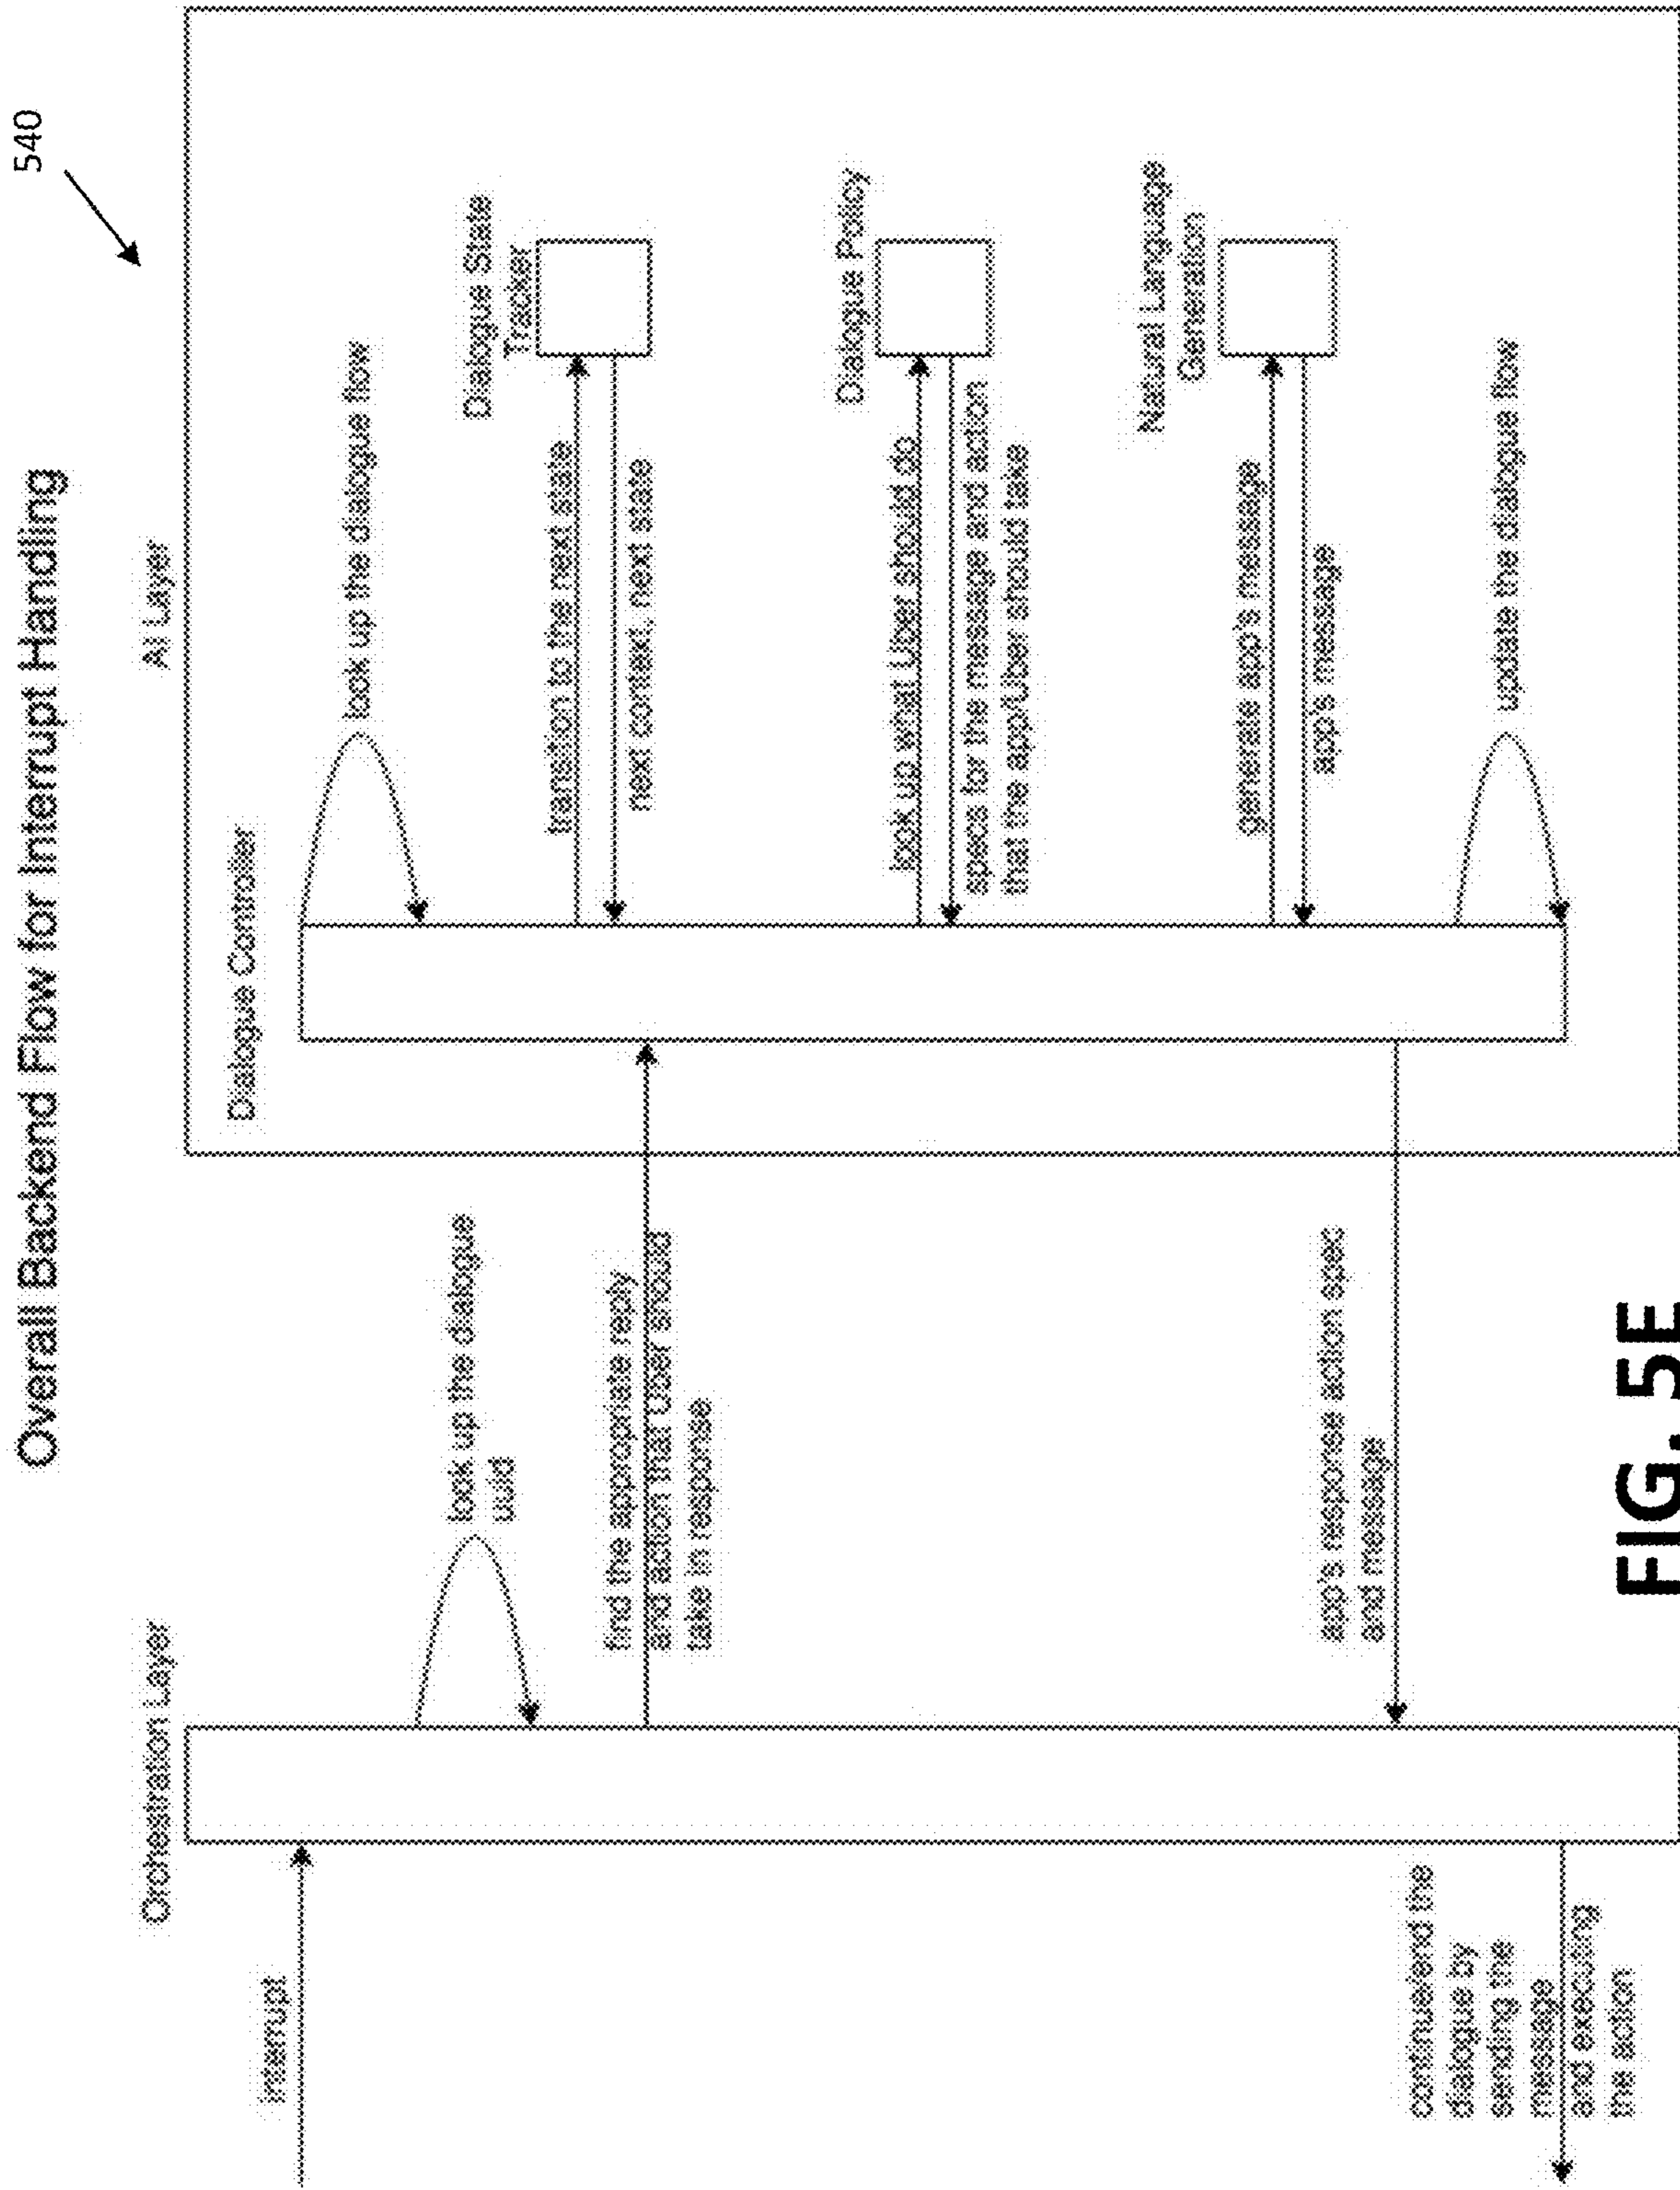 Overall Backend Flow for Interrupt Handling
540
Orchestration Layer
AI Layer
Interrupt
Dialogue Controller
look up the dialogue flow
look up the dialogue
uuid
Dialogue State
Tracker
transition to the next state
next context, next state
find the appropriate reply
and action that Uber should
take in response
Dialogue Policy
look up what Uber should do
specs for the message and action
that the app/Uber should take
Natural Language
Generation
generate app's message
app's message
app's response action spec
and message
update the dialogue flow
continue/end the
dialogue by
sending the
message
and executing
the action
FIG. 5E